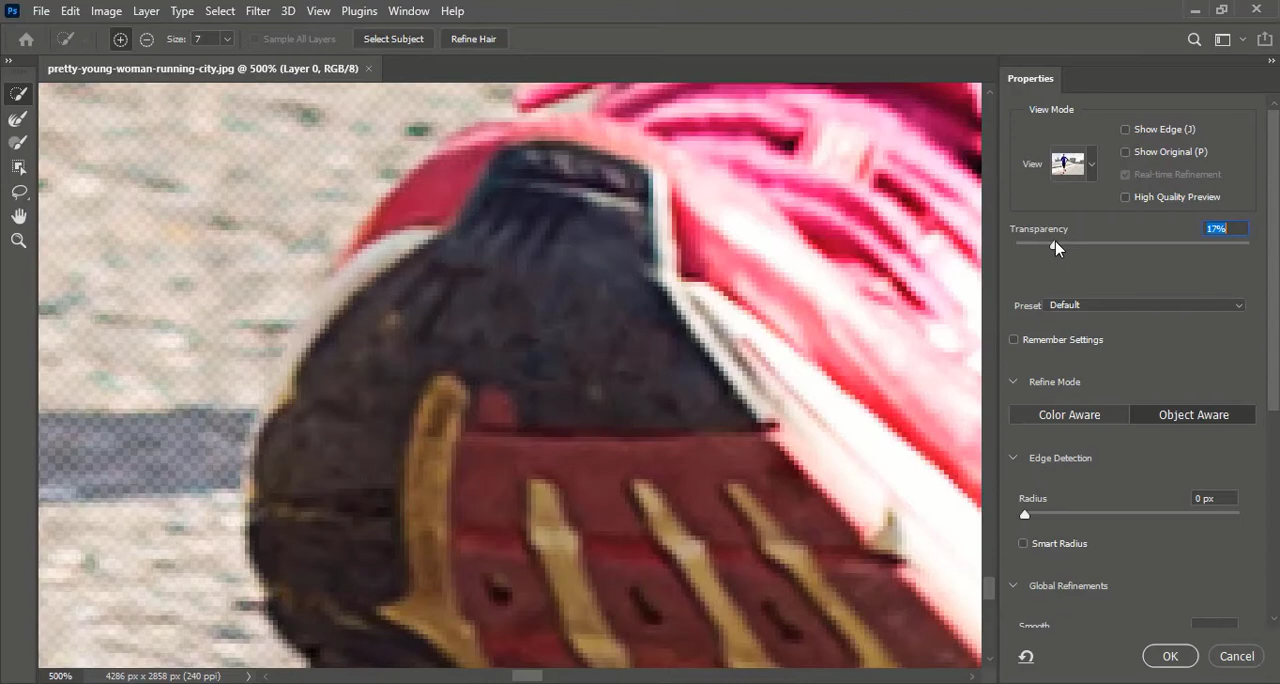 Ps File Edit Image Layer Type Select Filter 3D View Plugins Window Help
Size: 7 Sample All Layers Select Subject Refine Hair
pretty-young-woman-running-city.jpg @ 500% (Layer 0, RGB/8) ×
Properties
View Mode
Show Edge (J)
View
Show Original (P)
Real-time Refinement
High Quality Preview
Transparency 17%
Preset Default
Remember Settings
Refine Mode
Color Aware Object Aware
Edge Detection
Radius 0 px
Smart Radius
Global Refinements
Smooth
OK Cancel
500% 4286 px x 2858 px (240 ppi)